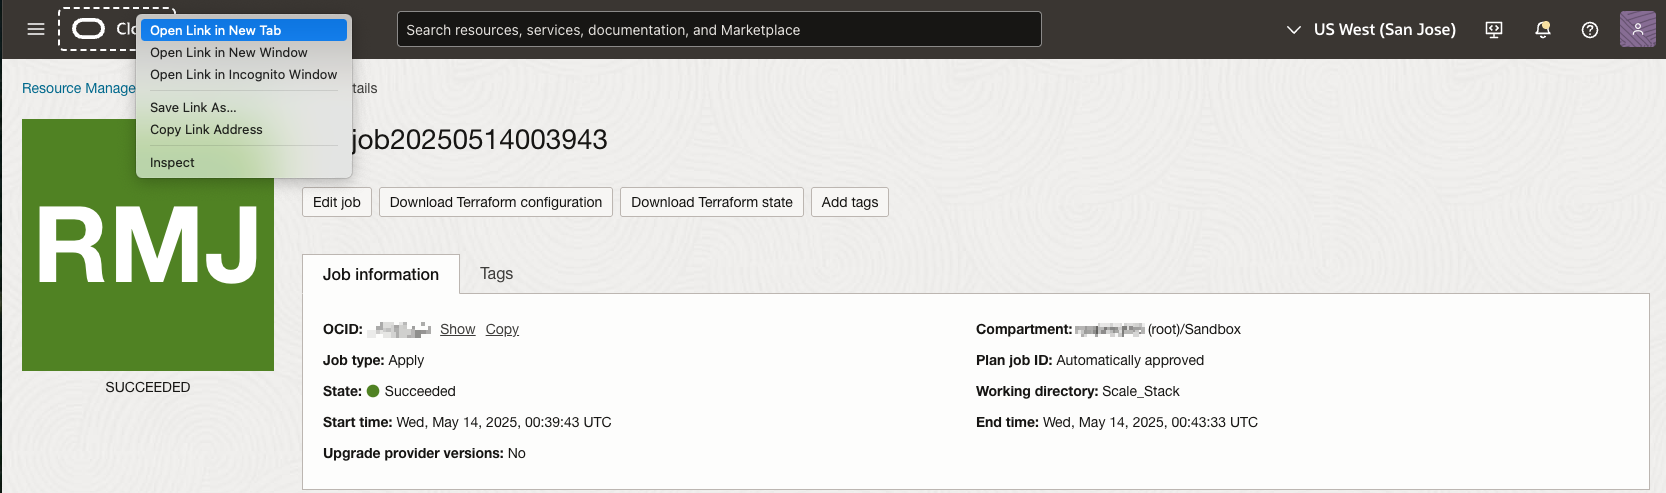 Clo
Open Link in New Tab
Open Link in New Window
Open Link in Incognito Window
Save Link As...
Copy Link Address
Inspect
Search resources, services, documentation, and Marketplace
US West (San Jose)
Resource Manage
tails
job20250514003943
RMJ
SUCCEEDED
Edit job
Download Terraform configuration
Download Terraform state
Add tags
Job information
Tags
OCID: Show Copy
Compartment: (root)/Sandbox
Job type: Apply
Plan job ID: Automatically approved
State: Succeeded
Working directory: Scale_Stack
Start time: Wed, May 14, 2025, 00:39:43 UTC
End time: Wed, May 14, 2025, 00:43:33 UTC
Upgrade provider versions: No